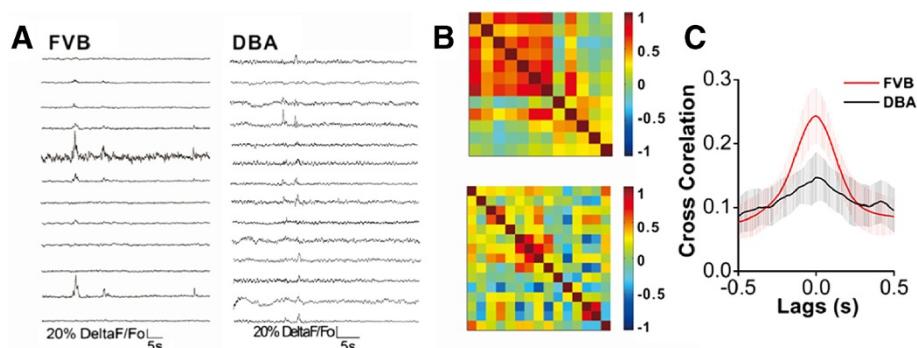 A
FVB
DBA
20% DeltaF/Fo
5s
20% DeltaF/Fo
5s
B
1
0.5
0
-0.5
-1
1
0.5
0
-0.5
-1
C
FVB
DBA
Cross Corelation
0.3
0.2
0.1
0.0
-0.5
0.0
0.5
Lags (s)